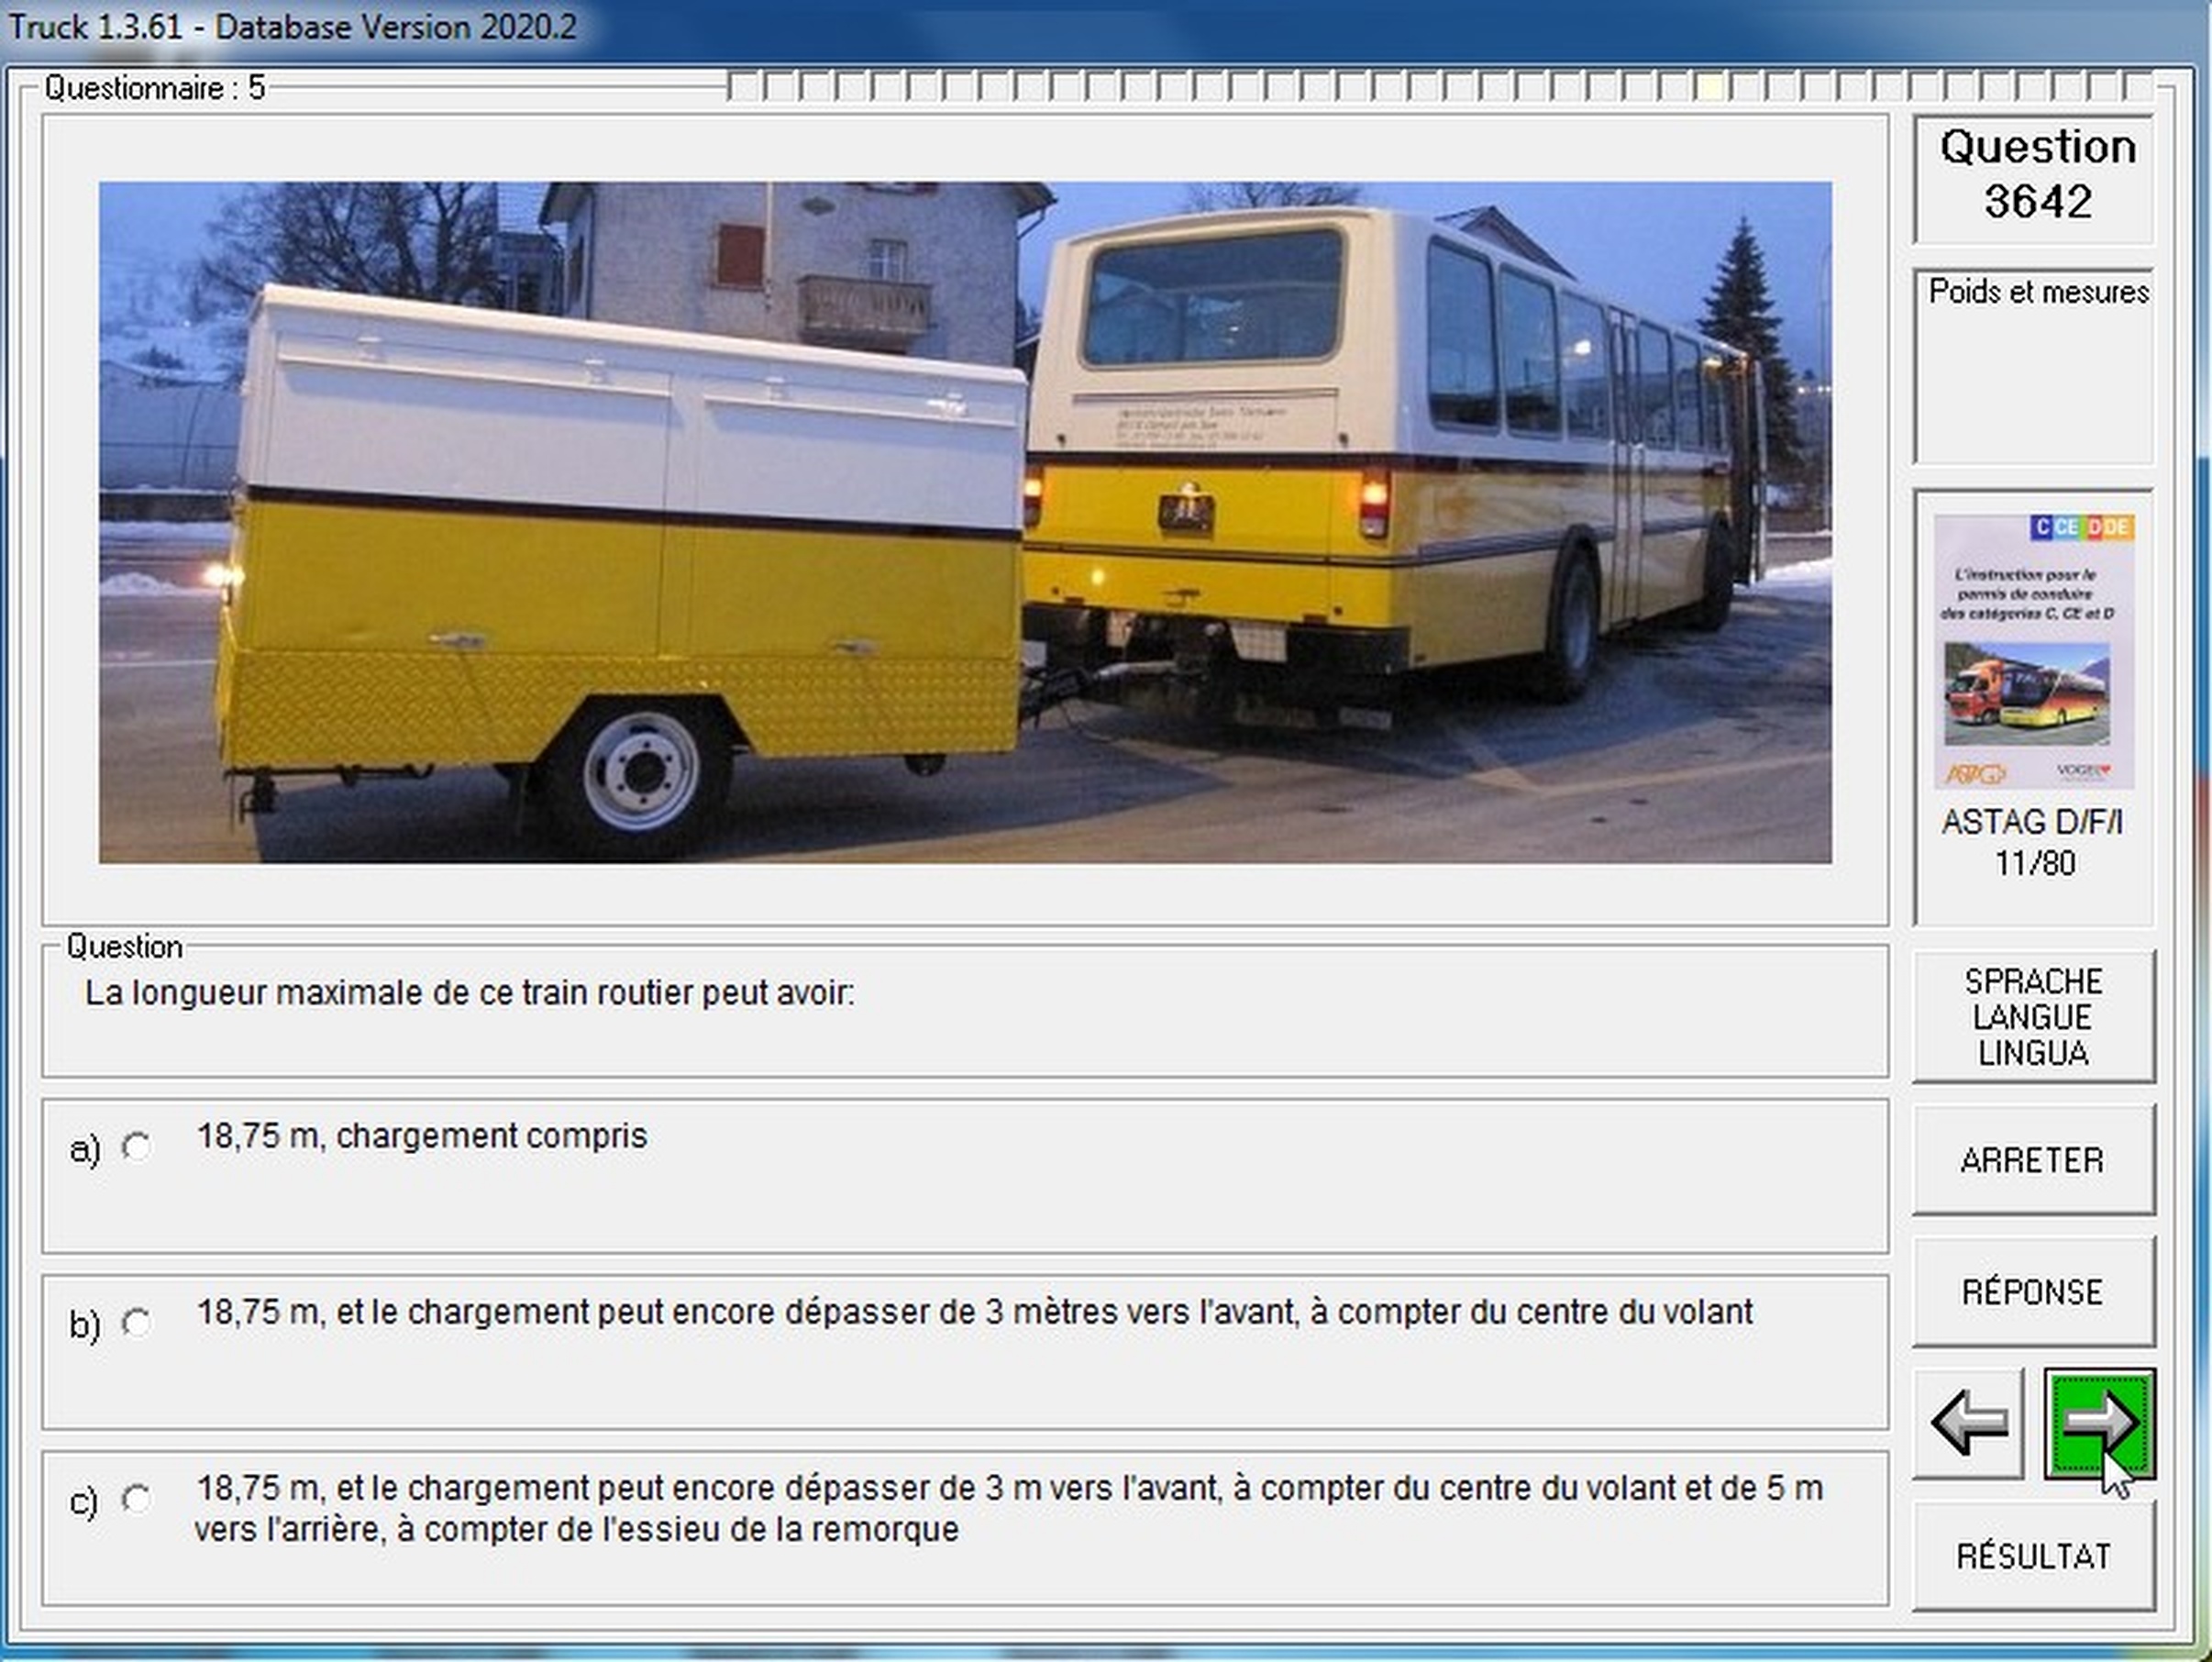 Truck 1.3.61 - Database Version 2020.2
Questionnaire : 5
Question
3642
Poids et mesures
C CE D DE
L'instruction pour le
permis de conduire
des catégories C, CE et D
ASTAG VOGEL
ASTAG D/F/I
11/80
Question
La longueur maximale de ce train routier peut avoir:
a) 18,75 m, chargement compris
b) 18,75 m, et le chargement peut encore dépasser de 3 mètres vers l'avant, à compter du centre du volant
c) 18,75 m, et le chargement peut encore dépasser de 3 m vers l'avant, à compter du centre du volant et de 5 m
vers l'arrière, à compter de l'essieu de la remorque
SPRACHE
LANGUE
LINGUA
ARRETER
RÉPONSE
RÉSULTAT